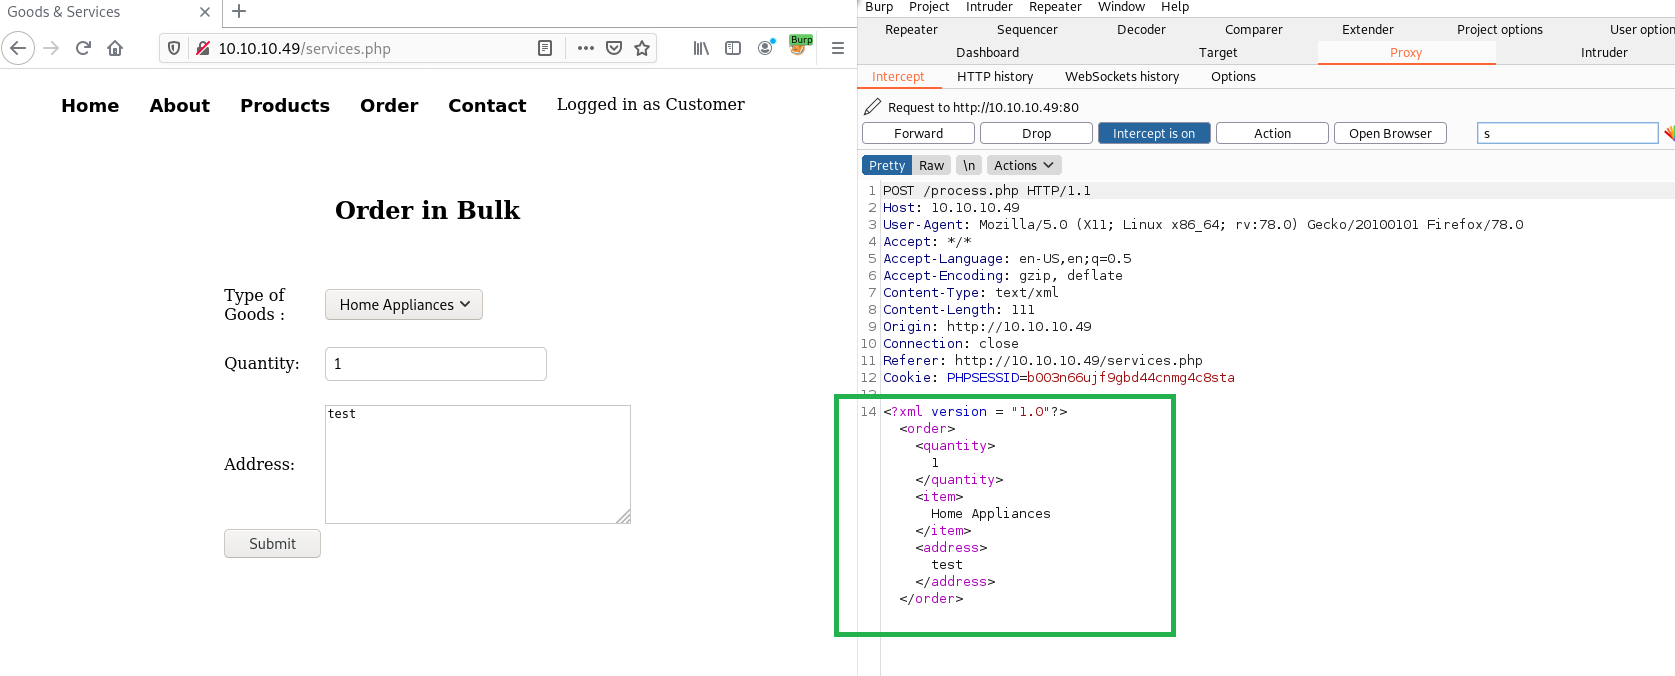 Goods & Services
10.10.10.49/services.php
Burp
Home About Products Order Contact Logged in as Customer
Order in Bulk
Type of
Goods :
Home Appliances
Quantity:
1
Address:
test
Submit
Burp Project Intruder Repeater Window Help
Repeater Sequencer Decoder Comparer Extender Project options User option
Dashboard Target Proxy Intruder
Intercept HTTP history WebSockets history Options
Request to http://10.10.10.49:80
Forward Drop Intercept is on Action Open Browser s
Pretty Raw \n Actions
1 POST /process.php HTTP/1.1
2 Host: 10.10.10.49
3 User-Agent: Mozilla/5.0 (X11; Linux x86_64; rv:78.0) Gecko/20100101 Firefox/78.0
4 Accept: */*
5 Accept-Language: en-US,en;q=0.5
6 Accept-Encoding: gzip, deflate
7 Content-Type: text/xml
8 Content-Length: 111
9 Origin: http://10.10.10.49
10 Connection: close
11 Referer: http://10.10.10.49/services.php
12 Cookie: PHPSESSID=b003n66ujf9gbd44cnmg4c8sta
14 <?xml version = "1.0"?>
<order>
<quantity>
1
</quantity>
<item>
Home Appliances
</item>
<address>
test
</address>
</order>